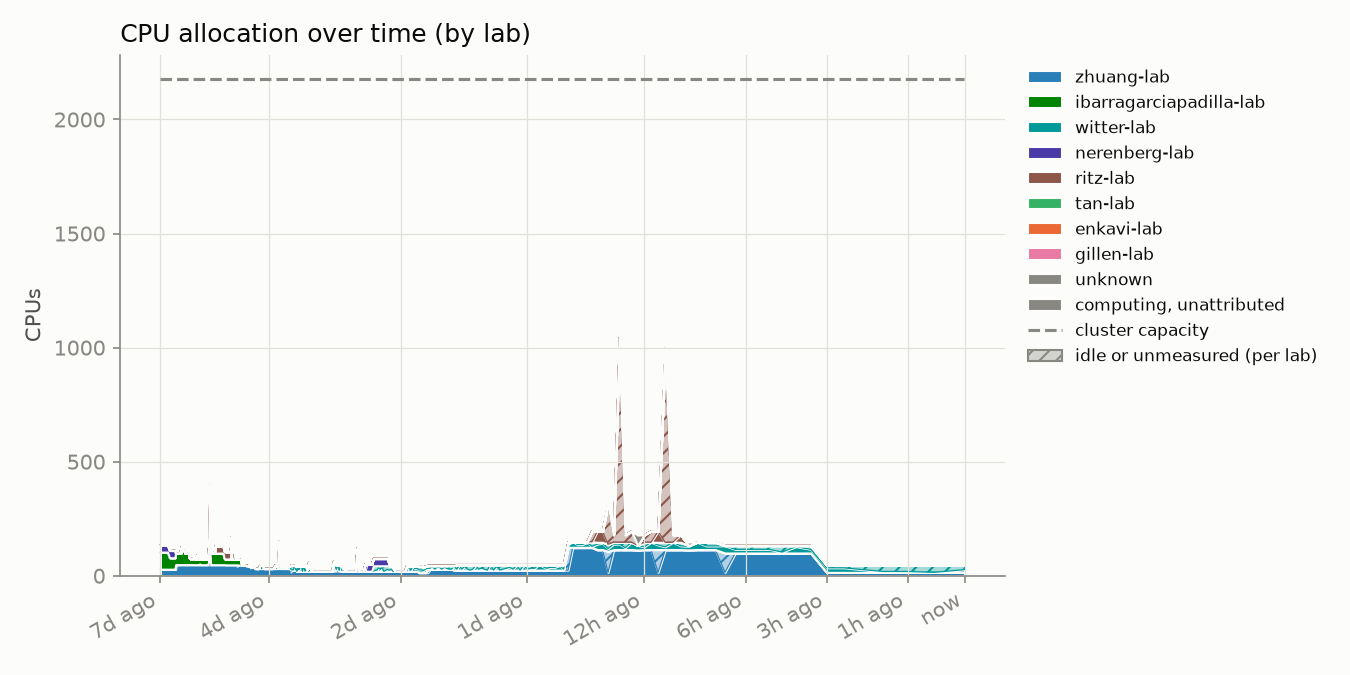 CPU allocation over time (by lab)
CPUs
2000
1500
1000
500
0
7d ago
4d ago
2d ago
1d ago
12h ago
6h ago
3h ago
1h ago
now
zhuang-lab
ibarragarciapadilla-lab
witter-lab
nerenberg-lab
ritz-lab
tan-lab
enkavi-lab
gillen-lab
unknown
computing, unattributed
cluster capacity
idle or unmeasured (per lab)